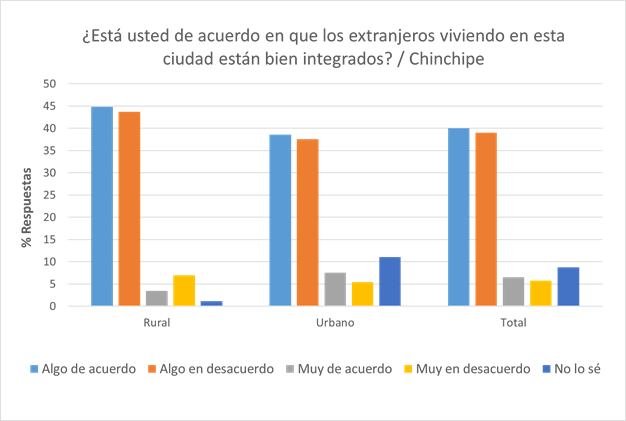 ¿Está usted de acuerdo en que los extranjeros viviendo en esta
ciudad están bien integrados? / Chinchipe
% Respuestas
50
45
40
35
30
25
20
15
10
5
0
Rural
Urbano
Total
Algo de acuerdo
Algo en desacuerdo
Muy de acuerdo
Muy en desacuerdo
No lo sé